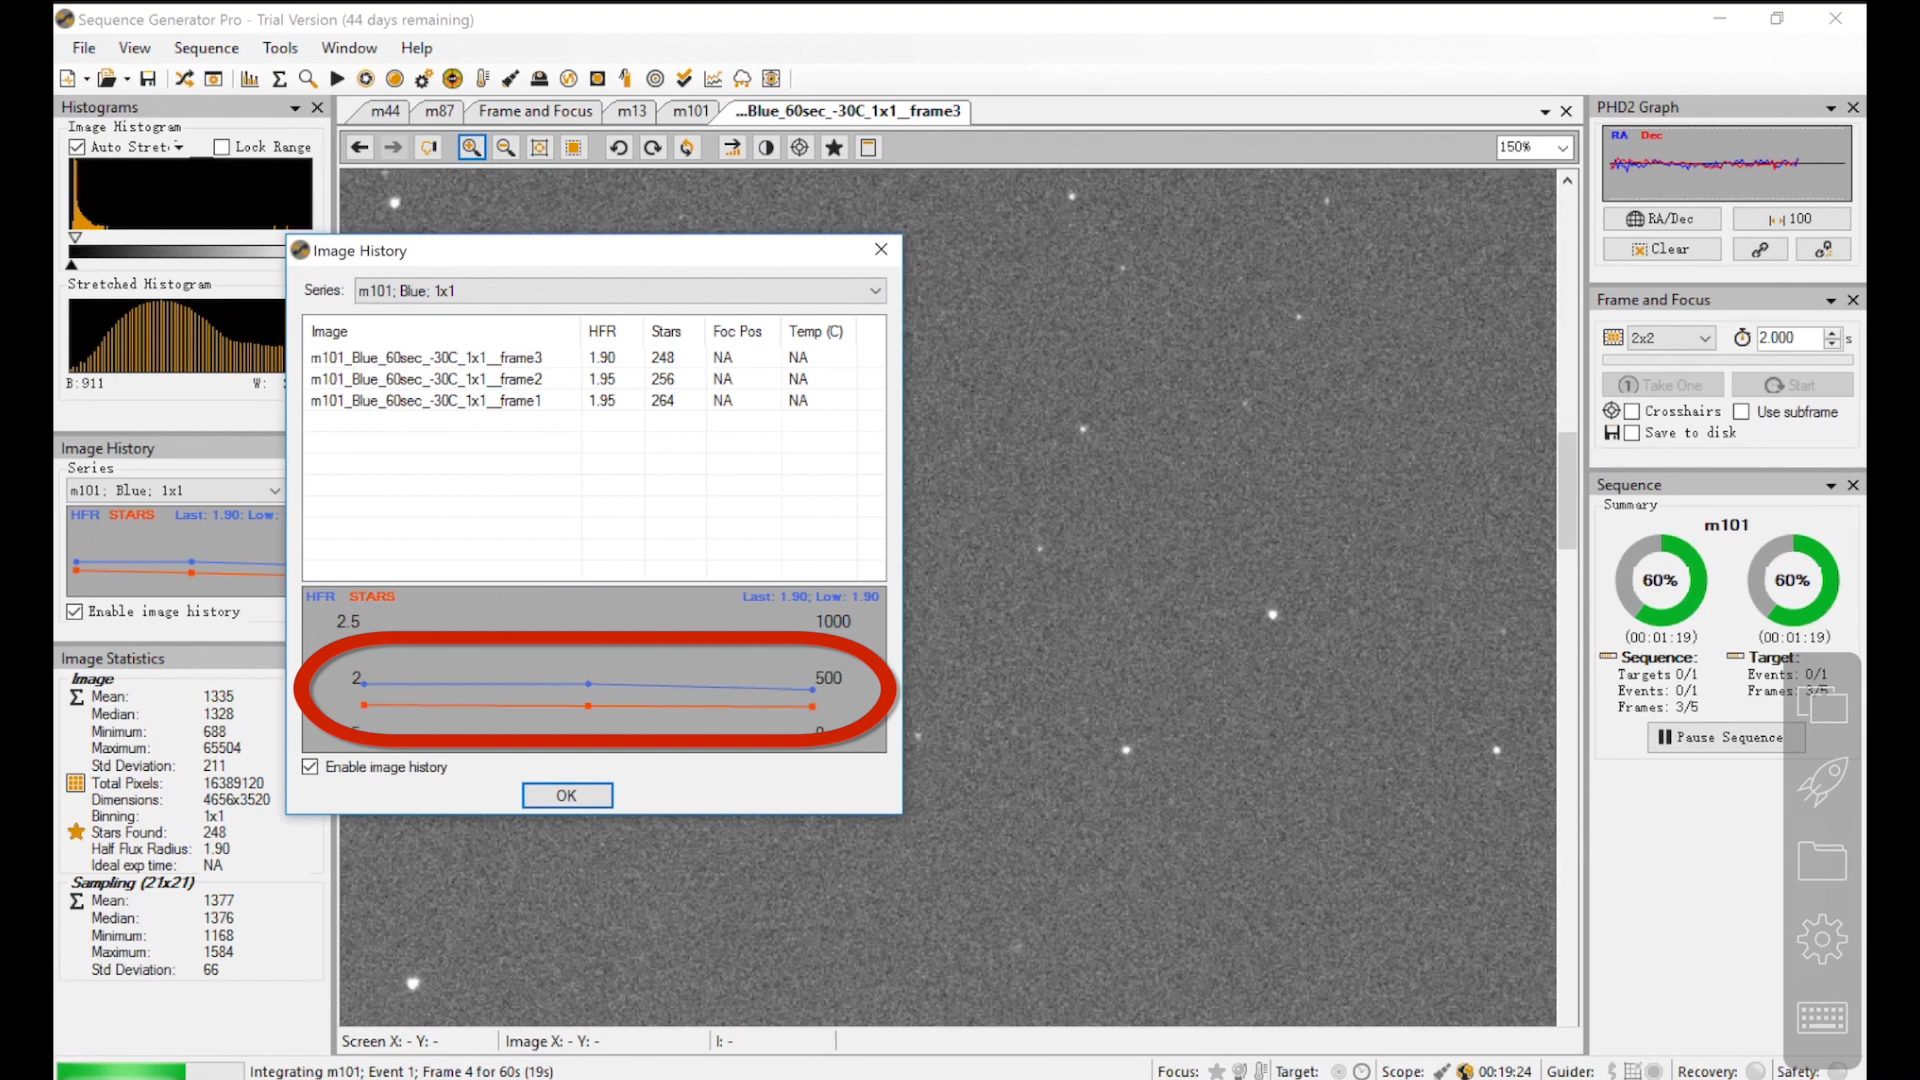 Sequence Generator Pro - Trial Version (44 days remaining)
File View Sequence Tools Window Help
Histograms
Image Histogram
Auto Stret
Lock Range
Stretched Histogram
B:911 W:
Image History
Series
m101; Blue; 1x1
HFR STARS Last: 1.90: Low:
Enable image history
Image Statistics
Image
Mean: 1335
Median: 1328
Minimum: 688
Maximum: 65504
Std Deviation: 211
Total Pixels: 16389120
Dimensions: 4656x3520
Binning: 1x1
Stars Found: 248
Half Flux Radius: 1.90
Ideal exp time: NA
Sampling (21x21)
Mean: 1377
Median: 1376
Minimum: 1168
Maximum: 1584
Std Deviation: 66
m44 m87 Frame and Focus m13 m101 ...Blue_60sec_-30C_1x1__frame3
150%
Image History
Series: m101; Blue; 1x1
Image HFR Stars Foc Pos Temp (C)
m101_Blue_60sec_-30C_1x1__frame3 1.90 248 NA NA
m101_Blue_60sec_-30C_1x1__frame2 1.95 256 NA NA
m101_Blue_60sec_-30C_1x1__frame1 1.95 264 NA NA
HFR STARS Last: 1.90; Low: 1.90
2.5 1000
2 500
Enable image history
OK
Screen X: - Y: - Image X: - Y: - I: -
PHD2 Graph
RA Dec
RA/Dec 100
Clear
Frame and Focus
2x2 2.000 s
Take One Start
Crosshairs Use subframe
Save to disk
Sequence
Summary
m101
60% 60%
(00:01:19) (00:01:19)
Sequence: Target:
Targets 0/1 Events: 0/1
Events: 0/1 Frames: 3/5
Frames: 3/5
Pause Sequence
Integrating m101; Event 1; Frame 4 for 60s (19s)
Focus: Target: Scope: 00:19:24 Guider: Recovery: Safety: